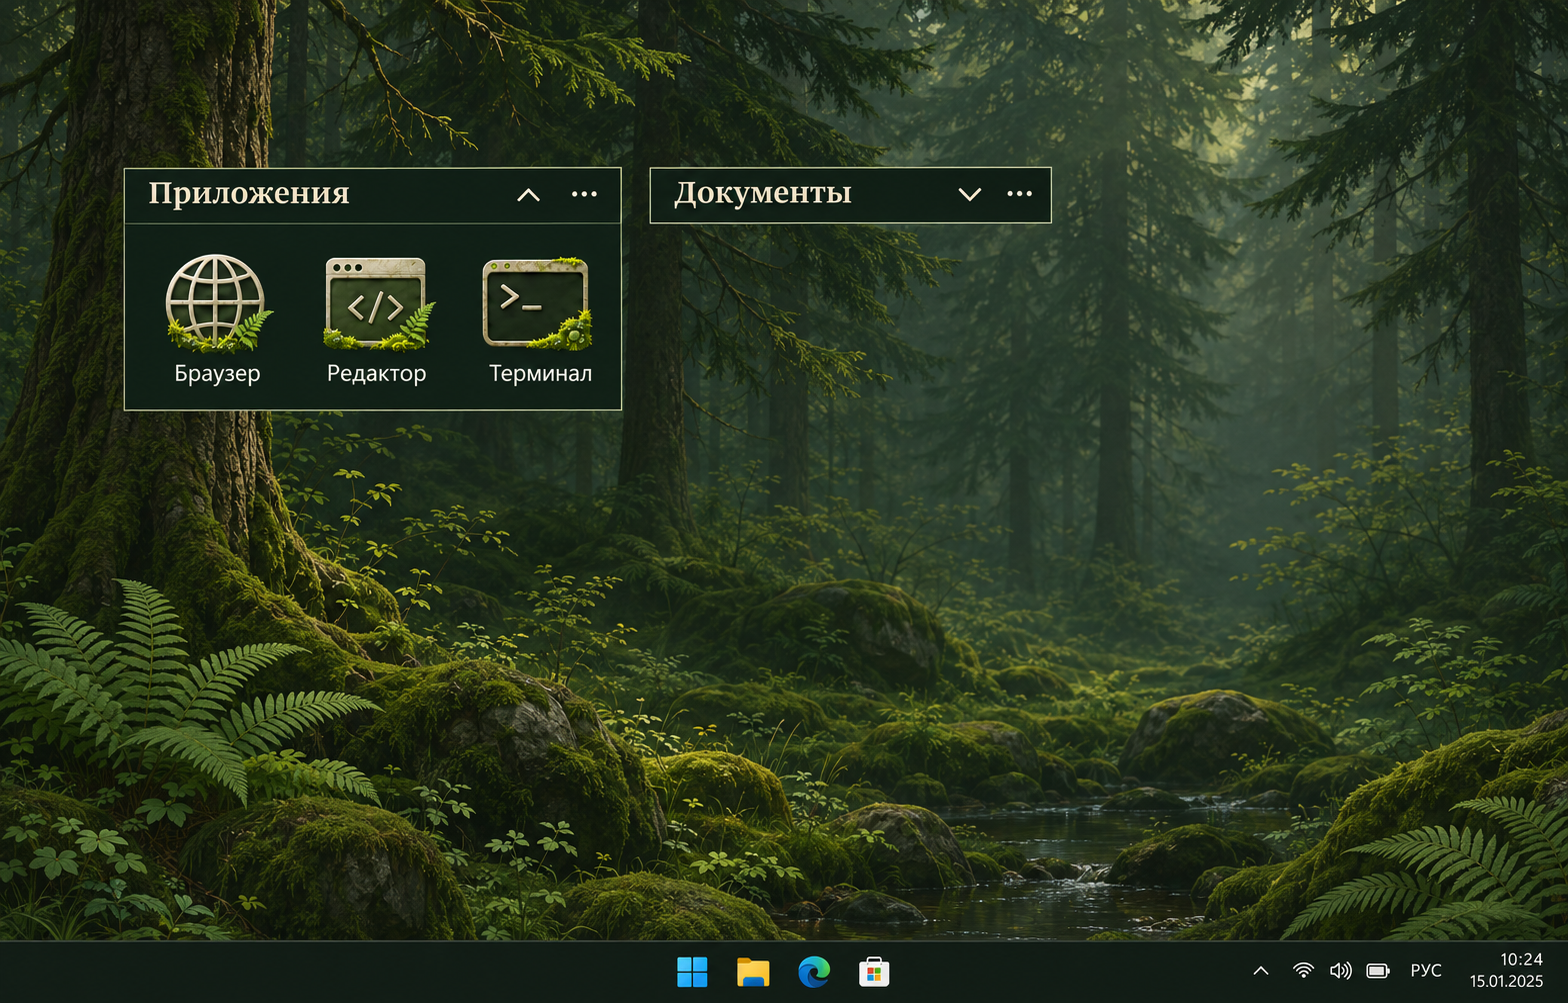 Приложения
Документы
</>
>_
Браузер
Редактор
Терминал
РУС
10:24
15.01.2025